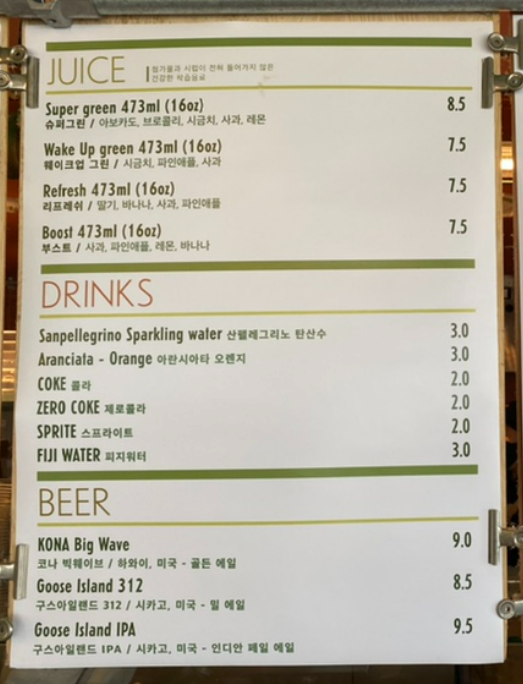 JUICE
첨가물과 시럽이 전혀 들어가지 않은
건강한 착즙음료
Super green 473ml (16oz) 8.5
슈퍼그린 / 아보카도, 브로콜리, 시금치, 사과, 레몬
Wake Up green 473ml (16oz) 7.5
웨이크업 그린 / 시금치, 파인애플, 사과
Refresh 473ml (16oz) 7.5
리프레쉬 / 딸기, 바나나, 사과, 파인애플
Boost 473ml (16oz) 7.5
부스트 / 사과, 파인애플, 레몬, 바나나
DRINKS
Sanpellegrino Sparkling water 산펠레그리노 탄산수 3.0
Aranciata - Orange 아란시아타 오렌지 3.0
COKE 콜라 2.0
ZERO COKE 제로콜라 2.0
SPRITE 스프라이트 2.0
FIJI WATER 피지워터 3.0
BEER
KONA Big Wave 9.0
코나 빅웨이브 / 하와이, 미국 - 골든 에일
Goose Island 312 8.5
구스아일랜드 312 / 시카고, 미국 - 밀 에일
Goose Island IPA 9.5
구스아일랜드 IPA / 시카고, 미국 - 인디안 페일 에일